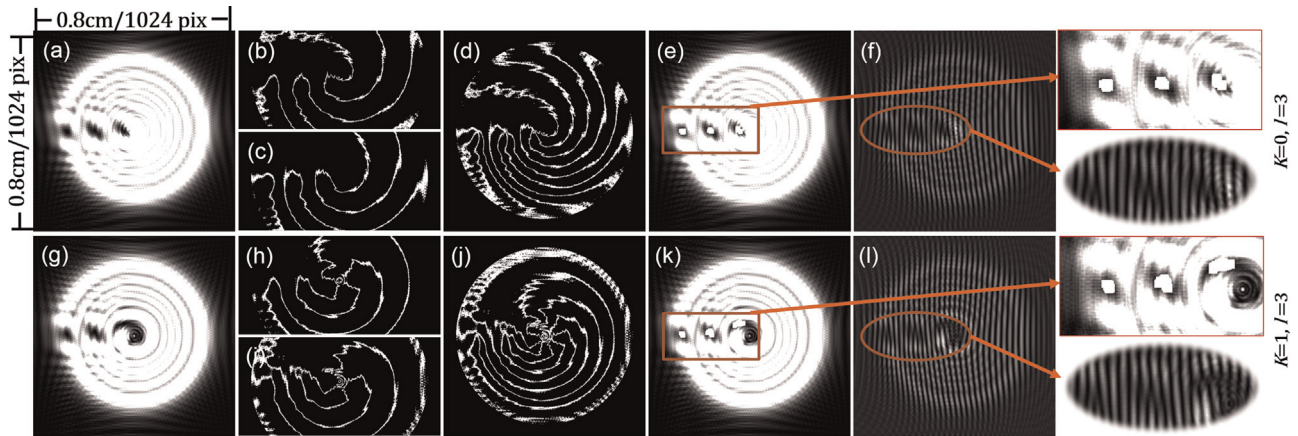 0.8cm/1024 pix
0.8cm/1024 pix
(a)
(b)
(c)
(d)
(e)
(f)
K=0, l=3
(g)
(h)
(j)
(k)
(l)
K=1, l=3